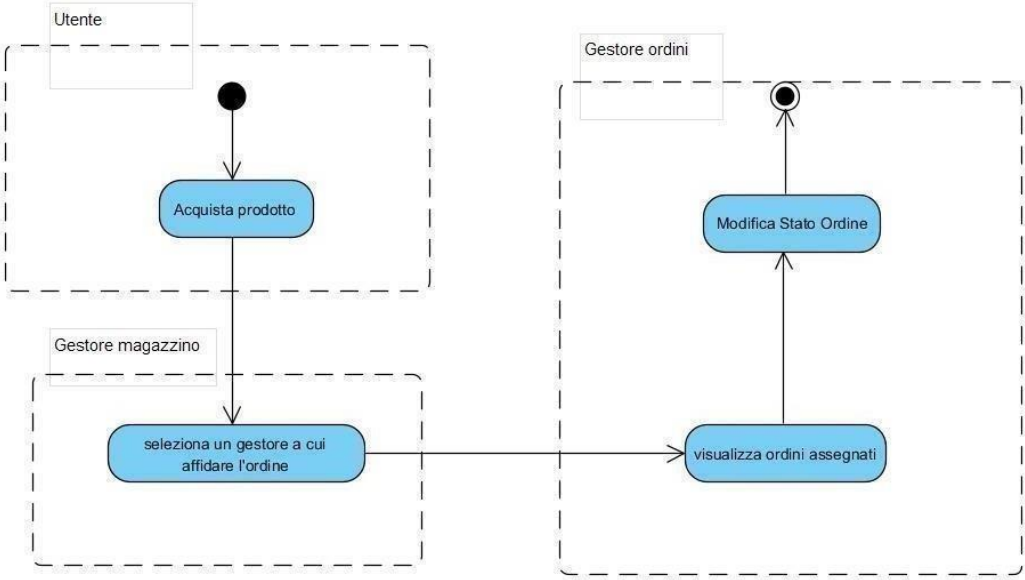 Utente
Acquista prodotto
Gestore magazzino
seleziona un gestore a cui
affidare l'ordine
Gestore ordini
Modifica Stato Ordine
visualizza ordini assegnati